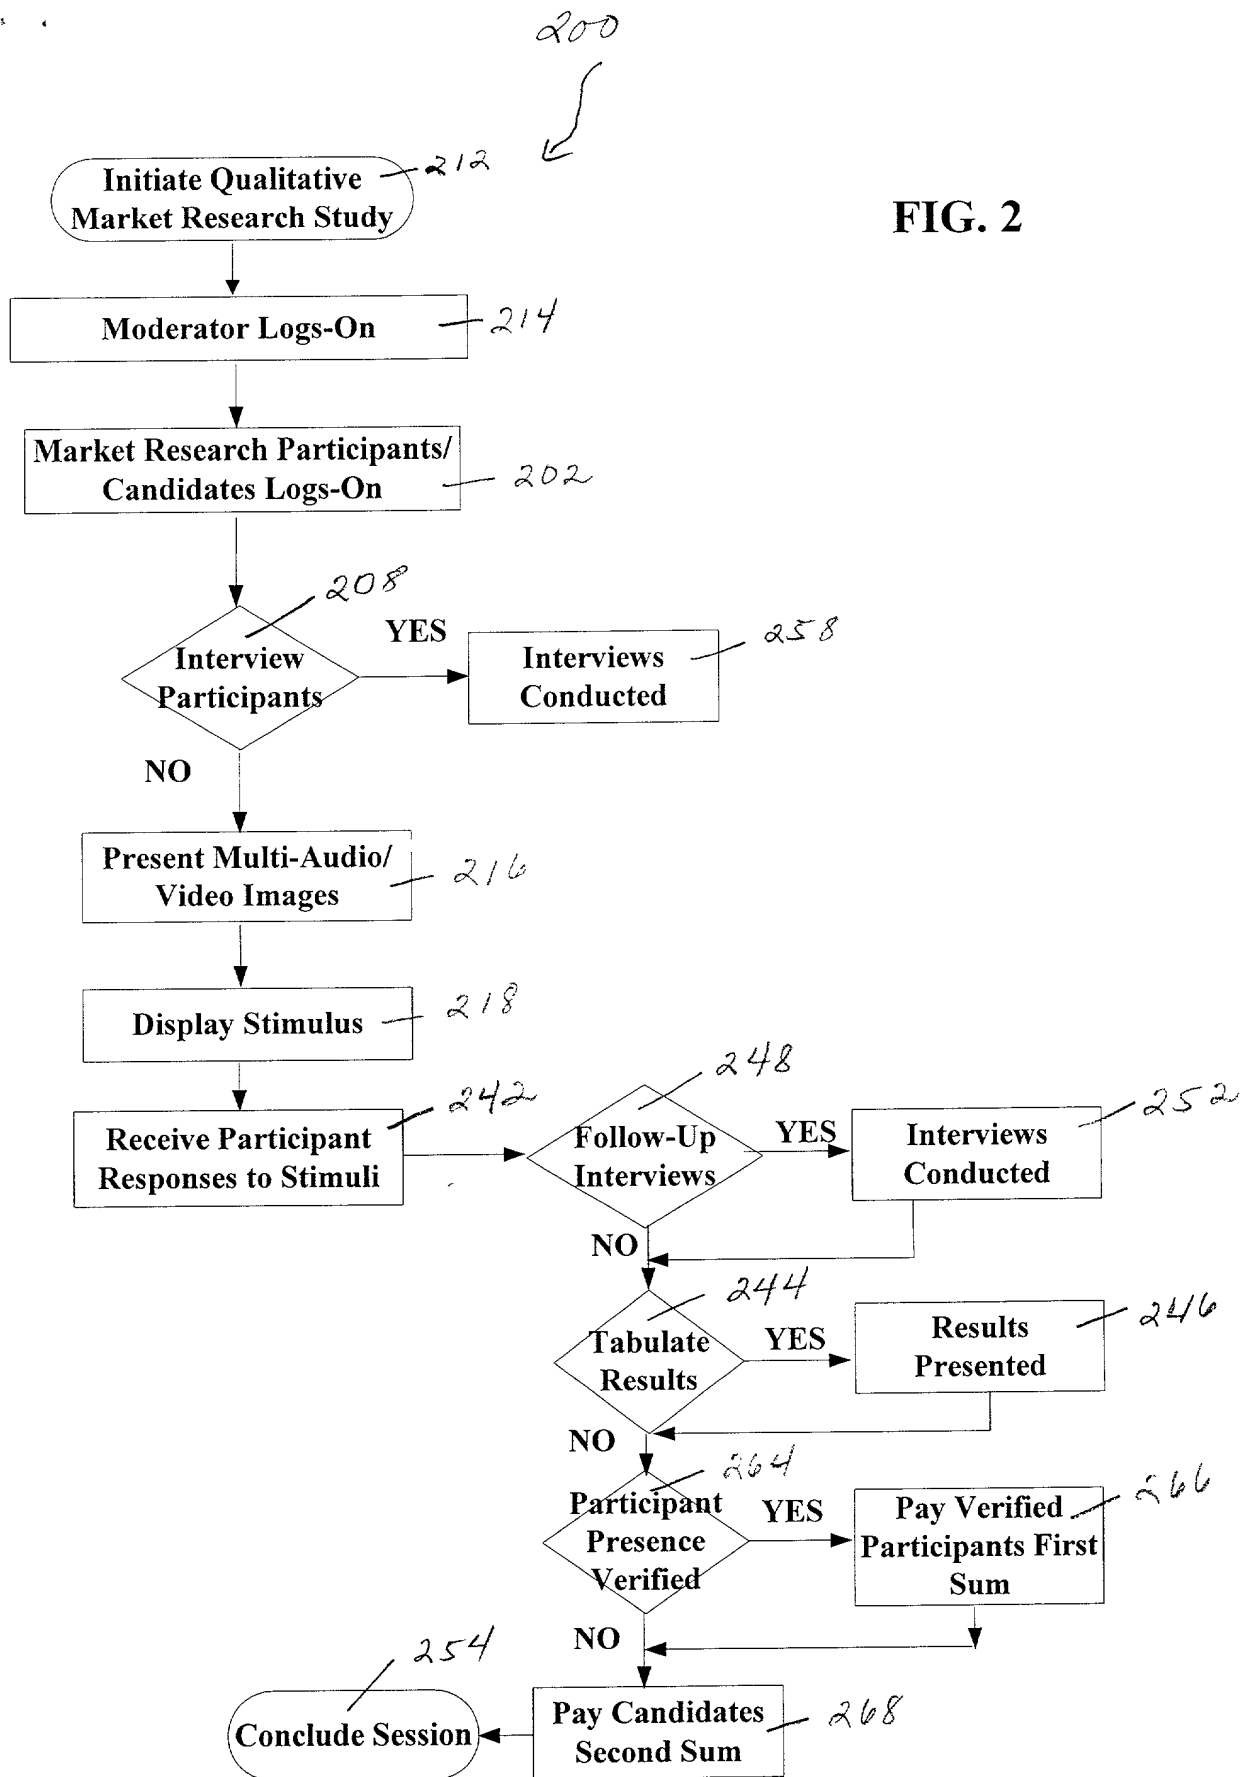 200
FIG. 2
Initiate Qualitative
Market Research Study
212
Moderator Logs-On
214
Market Research Participants/
Candidates Logs-On
202
208
Interview
Participants
YES
Interviews
Conducted
258
NO
Present Multi-Audio/
Video Images
216
Display Stimulus
218
Receive Participant
Responses to Stimuli
242
248
Follow-Up
Interviews
YES
Interviews
Conducted
252
NO
244
Tabulate
Results
YES
Results
Presented
246
NO
264
Participant
Presence
Verified
YES
Pay Verified
Participants First
Sum
266
NO
Pay Candidates
Second Sum
268
254
Conclude Session